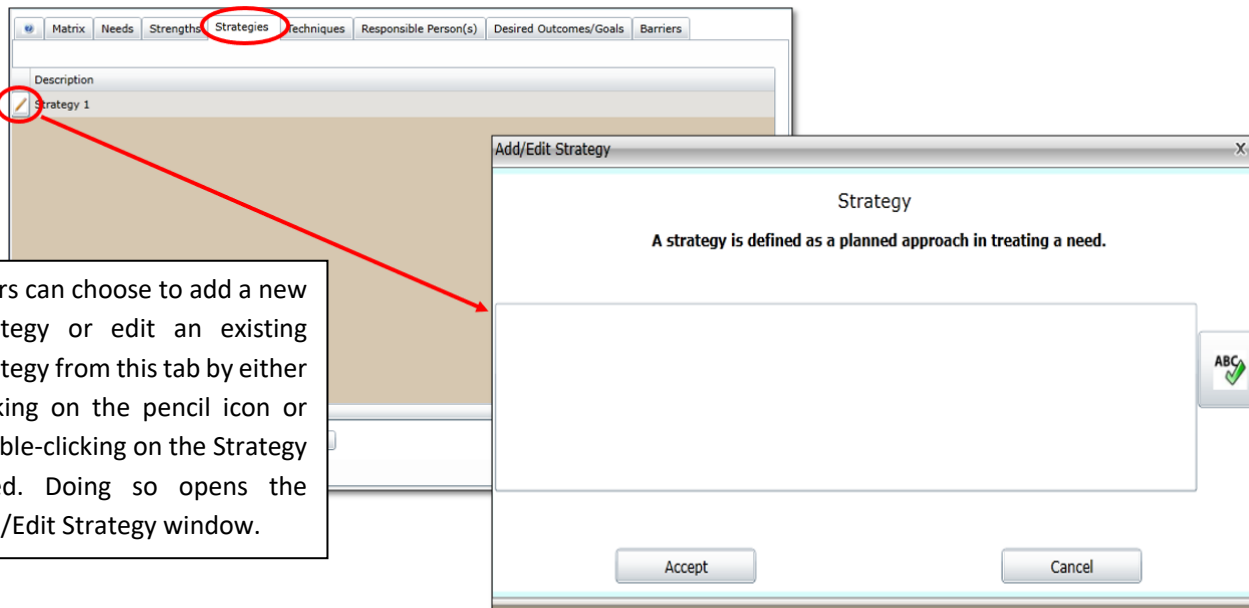 Matrix Needs Strengths Strategies Techniques Responsible Person(s) Desired Outcomes/Goals Barriers
Description
Strategy 1
Add/Edit Strategy X
Strategy
A strategy is defined as a planned approach in treating a need.
ABC
Accept Cancel
rs can choose to add a new
tegy or edit an existing
tegy from this tab by either
king on the pencil icon or
ble-clicking on the Strategy
ed. Doing so opens the
/Edit Strategy window.